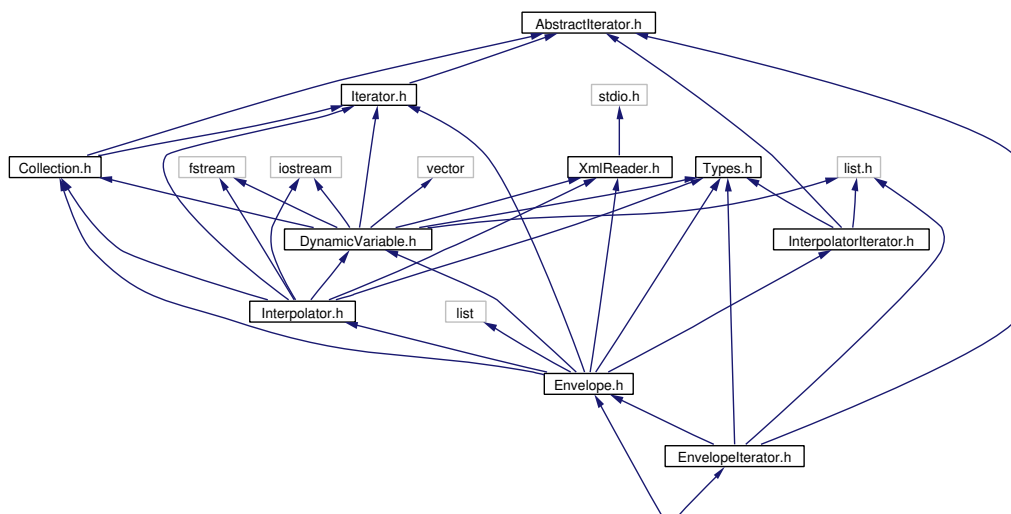 AbstractIterator.h
Iterator.h
stdio.h
Collection.h
fstream
iostream
vector
XmlReader.h
Types.h
list.h
DynamicVariable.h
InterpolatorIterator.h
Interpolator.h
list
Envelope.h
EnvelopeIterator.h